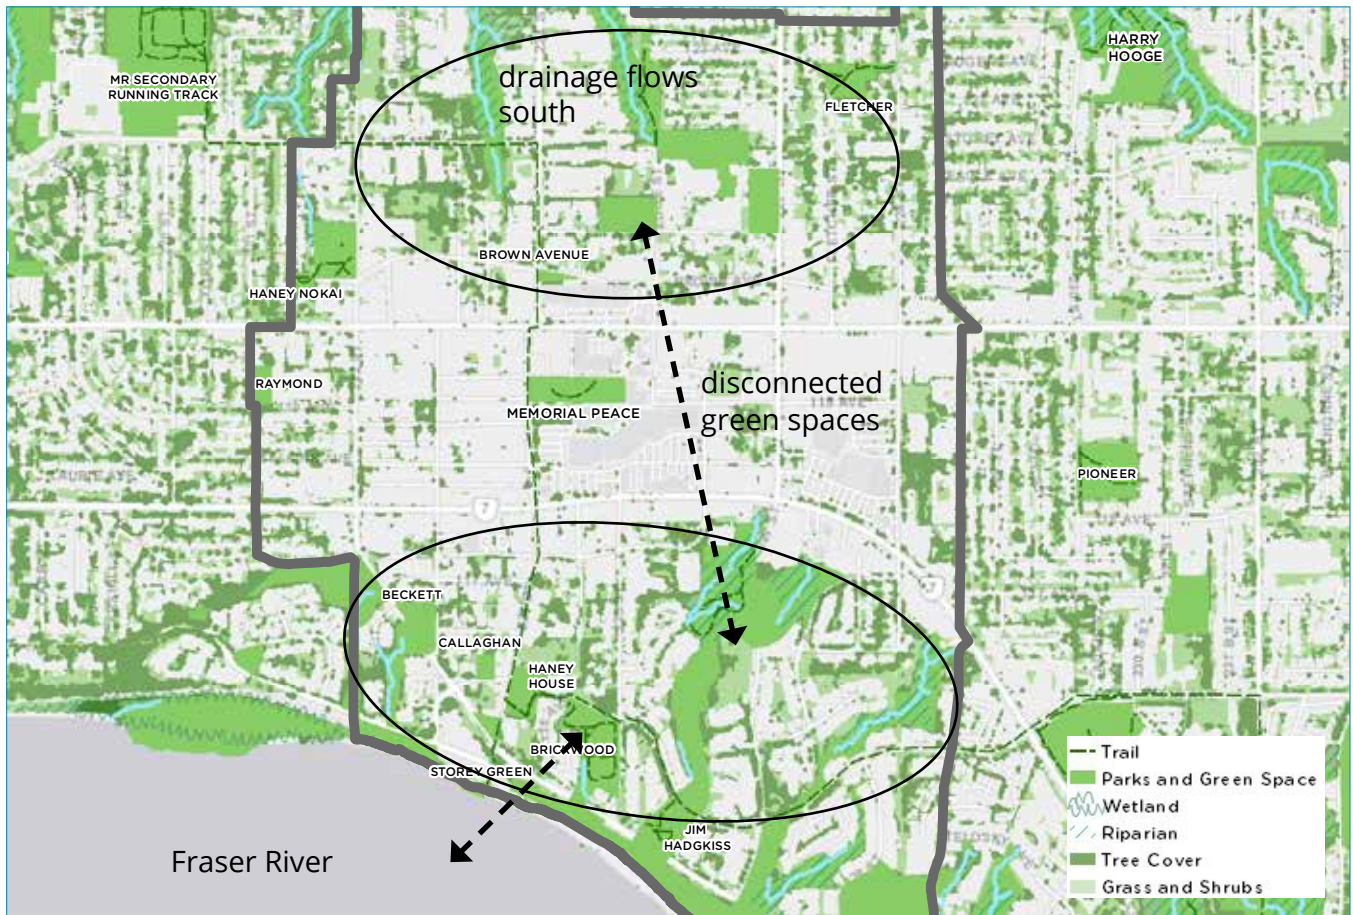 HARRY
HOOGE
MR SECONDARY
RUNNING TRACK
drainage flows
south
FLETCHER
BROWN AVENUE
HANEY NOKAI
RAYMOND
MEMORIAL PEACE
disconnected
green spaces
PIONEER
7
7
BECKETT
CALLAGHAN
HANEY
HOUSE
BRICKWOOD
STOREY GREEN
JIM
HADGKISS
Fraser River
Trail
Parks and Green Space
Wetland
Riparian
Tree Cover
Grass and Shrubs